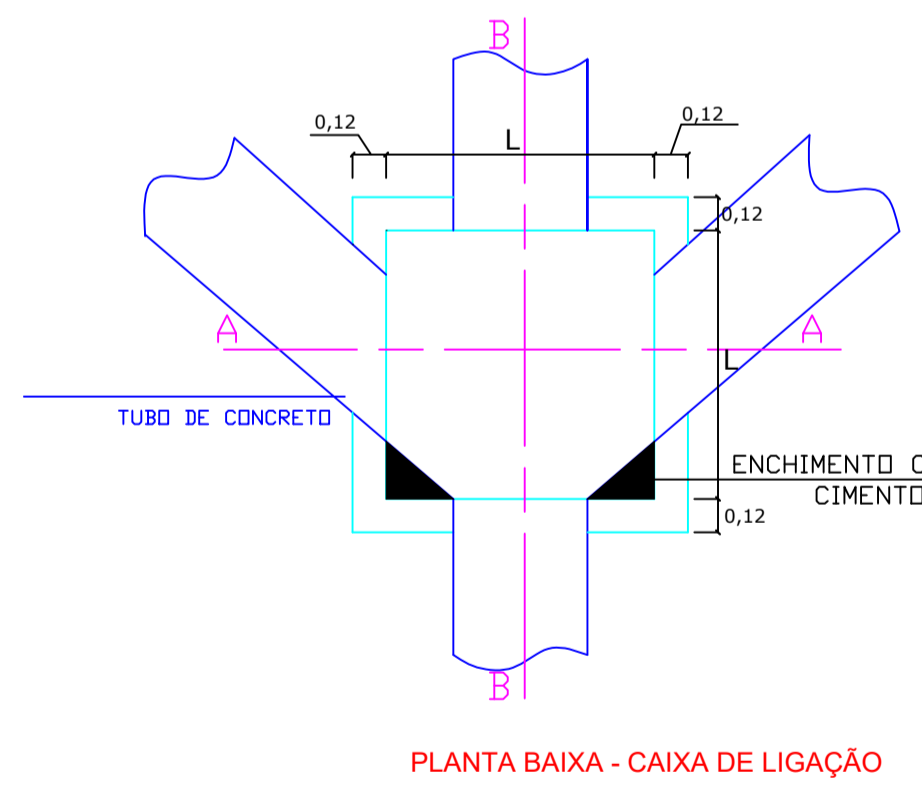 B
0,12
L
0,12
0,12
A
A
L
TUBO DE CONCRETO
ENCHIMENTO
CIMENTO
0,12
B
PLANTA BAIXA - CAIXA DE LIGAÇÃO